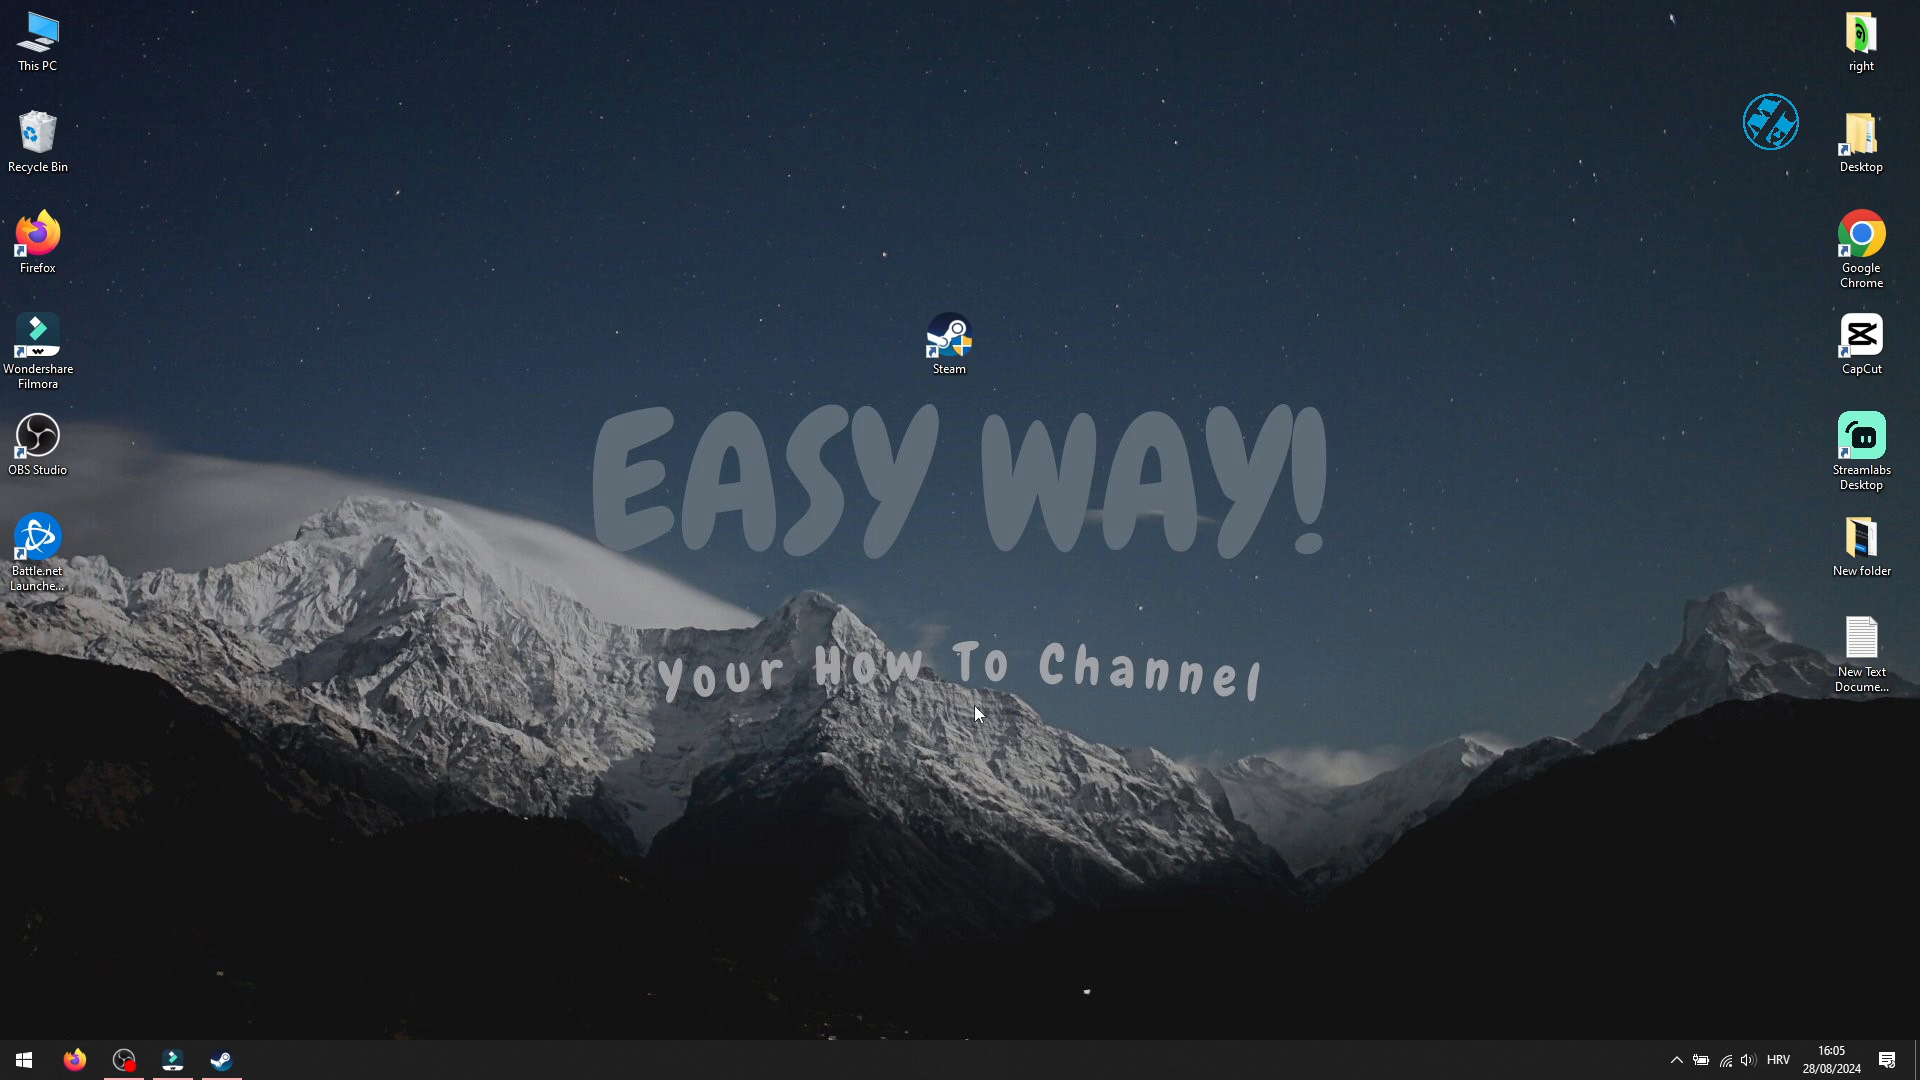 This PC
Recycle Bin
Firefox
Wondershare
Filmora
OBS Studio
Battle.net
Launche...
Steam
EASY WAY!
Your How To Channel
right
Desktop
Google
Chrome
CapCut
Streamlabs
Desktop
New folder
New Text
Docume...
HRV
16:05
28/08/2024